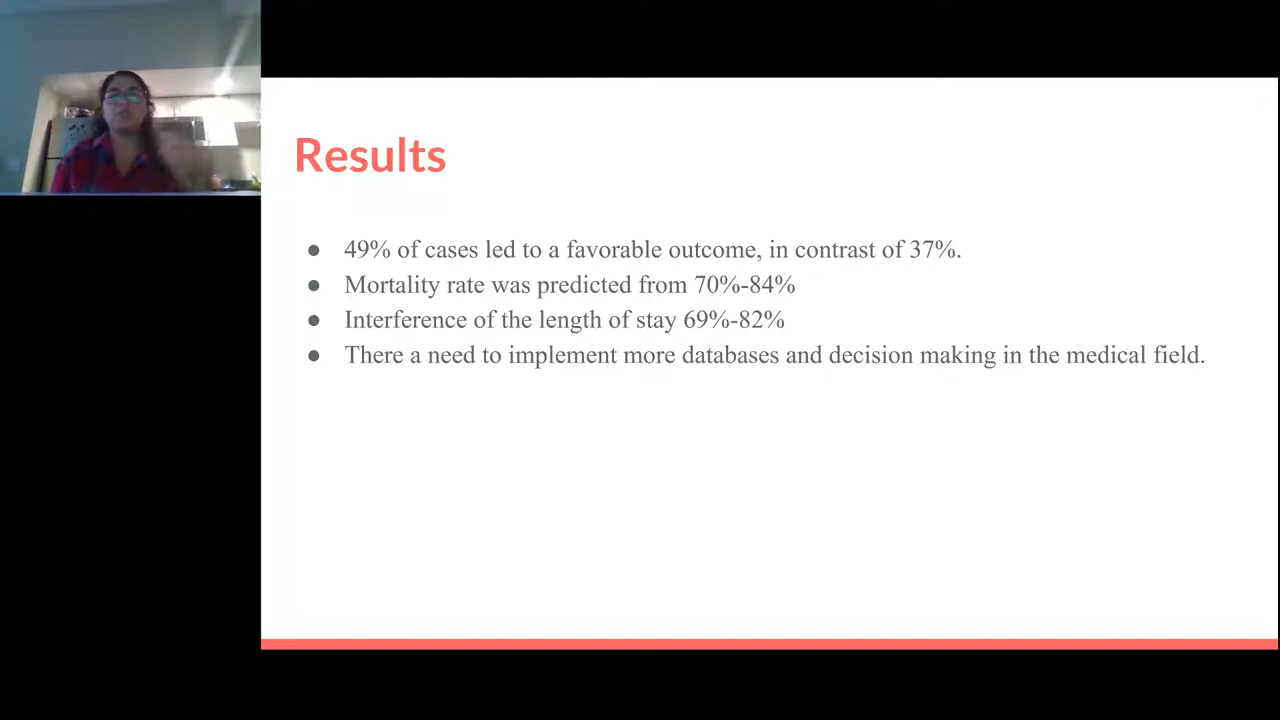 Results
● 49% of cases led to a favorable outcome, in contrast of 37%.
● Mortality rate was predicted from 70%-84%
● Interference of the length of stay 69%-82%
● There a need to implement more databases and decision making in the medical field.